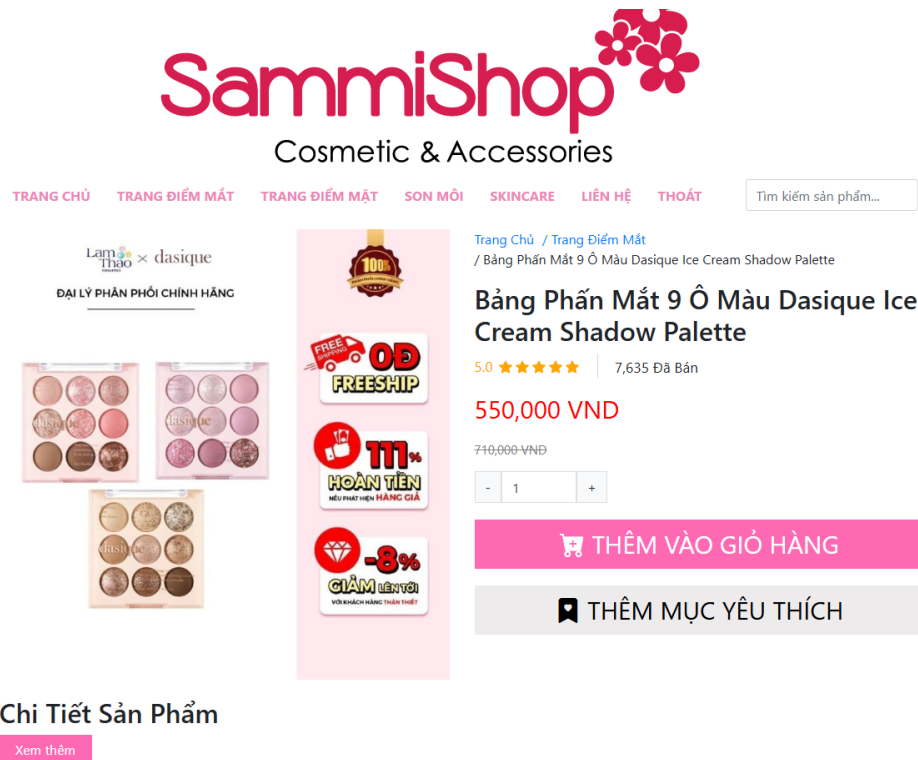 SammiShop
Cosmetic & Accessories
TRANG CHỦ TRANG ĐIỂM MẮT TRANG ĐIỂM MẶT SON MÔI SKINCARE LIÊN HỆ THOÁT Tìm kiếm sản phẩm...
Lam Thảo
COSMETICS
× dasique
ĐẠI LÝ PHÂN PHỐI CHÍNH HÃNG
dasique
dasique
dasique
100%
FREE SHIPPING
0Đ
FREESHIP
111%
HOÀN TIỀN
NẾU PHÁT HIỆN HÀNG GIẢ
-8%
GIẢM LÊN TỚI
VỚI KHÁCH HÀNG THÂN THIẾT
Trang Chủ / Trang Điểm Mắt
/ Bảng Phấn Mắt 9 Ô Màu Dasique Ice Cream Shadow Palette
Bảng Phấn Mắt 9 Ô Màu Dasique Ice
Cream Shadow Palette
5.0 7,635 Đã Bán
550,000 VND
710,000 VND
- 1 +
THÊM VÀO GIỎ HÀNG
THÊM MỤC YÊU THÍCH
Chi Tiết Sản Phẩm
Xem thêm